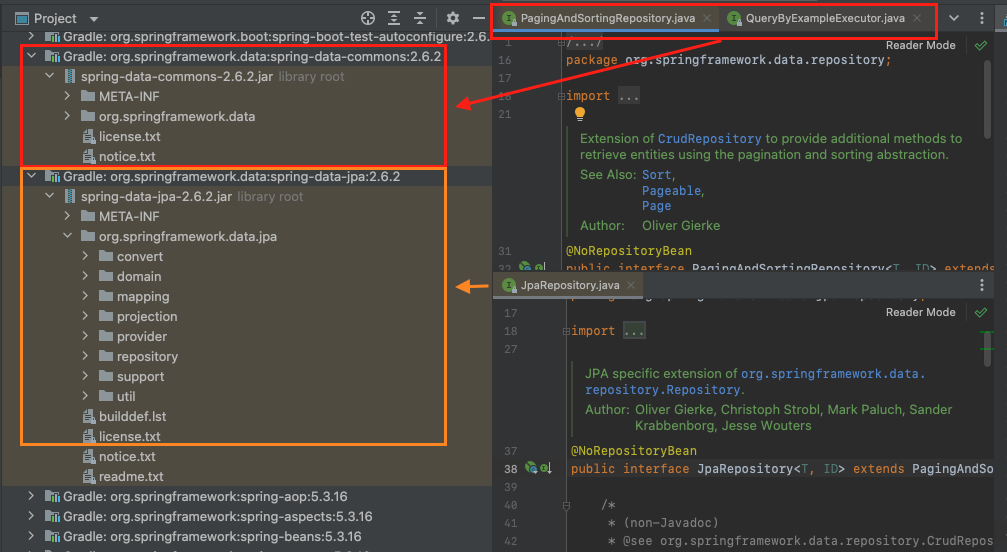 Project
Gradle: org.springframework.boot:spring-boot-test-autoconfigure:2.6.
Gradle: org.springframework.data:spring-data-commons:2.6.2
spring-data-commons-2.6.2.jar library root
META-INF
org.springframework.data
license.txt
notice.txt
Gradle: org.springframework.data:spring-data-jpa:2.6.2
spring-data-jpa-2.6.2.jar library root
META-INF
org.springframework.data.jpa
convert
domain
mapping
projection
provider
repository
support
util
builddef.lst
license.txt
notice.txt
readme.txt
Gradle: org.springframework:spring-aop:5.3.16
Gradle: org.springframework:spring-aspects:5.3.16
Gradle: org.springframework:spring-beans:5.3.16
PagingAndSortingRepository.java QueryByExampleExecutor.java
Reader Mode
1 /.../
16 package org.springframework.data.repository;
17
18 import ...
21
Extension of CrudRepository to provide additional methods to
retrieve entities using the pagination and sorting abstraction.
See Also: Sort,
Pageable,
Page
Author: Oliver Gierke
31 @NoRepositoryBean
32 public interface PagingAndSortingRepository<T, ID> extends
JpaRepository.java
Reader Mode
17
18 import ...
27
JPA specific extension of org.springframework.data.
repository.Repository.
Author: Oliver Gierke, Christoph Strobl, Mark Paluch, Sander
Krabbenborg, Jesse Wouters
37 @NoRepositoryBean
38 public interface JpaRepository<T, ID> extends PagingAndSo
39
40 /*
41 * (non-Javadoc)
42 * @see org.springframework.data.repository.CrudRepos